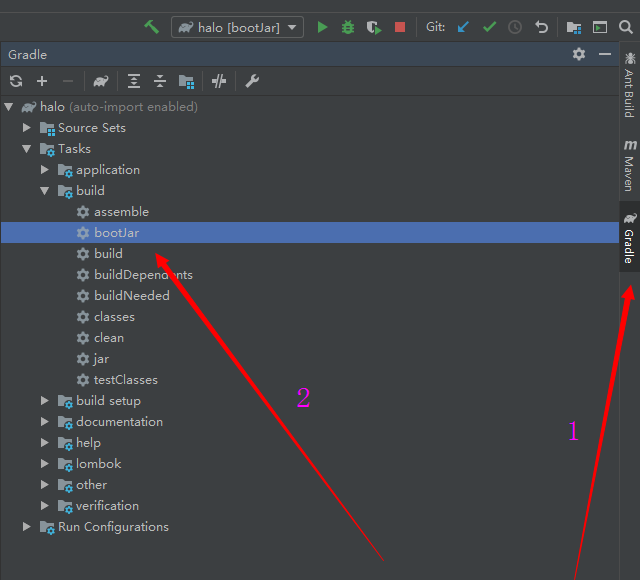 halo [bootJar]
Git:
Gradle
halo (auto-import enabled)
Source Sets
Tasks
application
build
assemble
bootJar
build
buildDependents
buildNeeded
classes
clean
jar
testClasses
build setup
documentation
help
lombok
other
verification
Run Configurations
Ant Build
m
Maven
Gradle
2
1